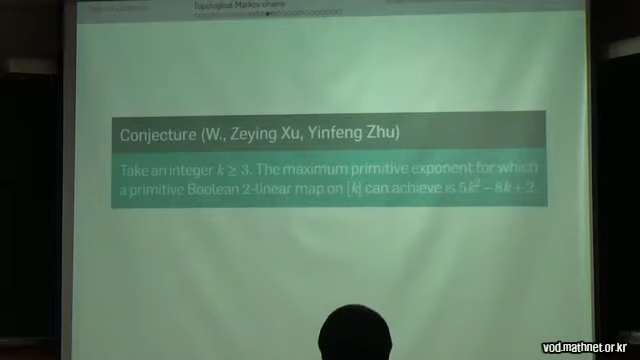 Topological Markov chains
Conjecture (W., Zeying Xu, Yinfeng Zhu)
Take an integer k ≥ 3. The maximum primitive exponent for which
a primitive Boolean 2-linear map on [k] can achieve is 5k² − 8k + 2.
vod.mathnet.or.kr